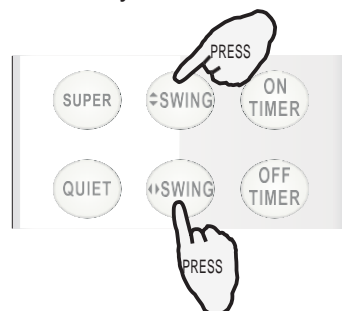 PRESS
SUPER
SWING
ON
TIMER
QUIET
SWING
OFF
TIMER
PRESS